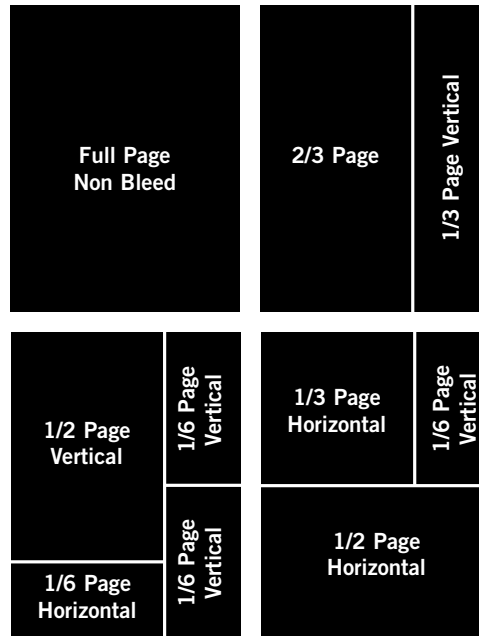 Full Page
Non Bleed
2/3 Page
1/3 Page Vertical
1/2 Page
Vertical
1/6 Page
Vertical
1/6 Page
Horizontal
1/6 Page
Vertical
1/3 Page
Horizontal
1/6 Page
Vertical
1/2 Page
Horizontal